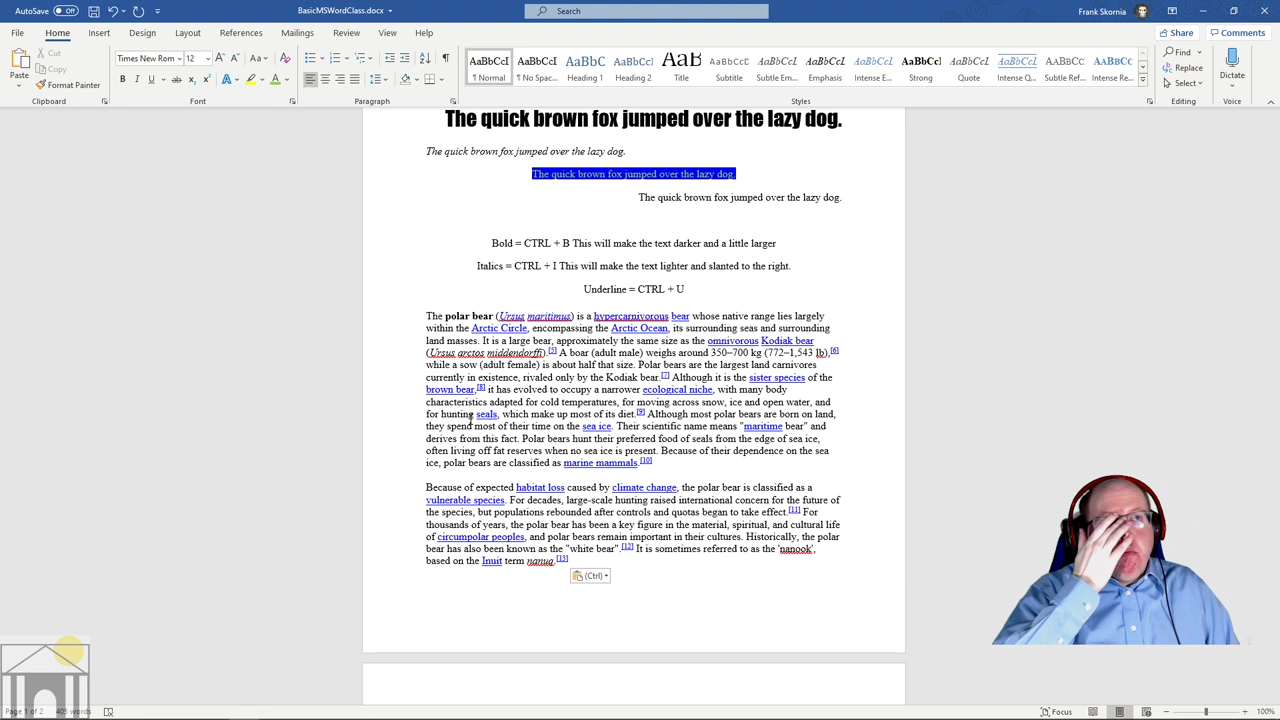 AutoSave
BasicMSWordClass.docx
Search
Frank Skornia
File Home Insert Design Layout References Mailings Review View Help
Share Comments
Paste
Cut
Copy
Format Painter
Times New Rom 12
AaBbCcI AaBbCcI AaBbC AaBbCcI AaB AaBbCcI AaBbCcI AaBbCcI AaBbCcI AaBbCcI AaBbCcI AaBbCcI AaBbCcI AaBbCc
¶ Normal ¶ No Spac... Heading 1 Heading 2 Title Subtitle Subtle Em... Emphasis Intense E... Strong Quote Intense Q... Subtle Ref... Intense Re...
Find
Replace
Select
Dictate
Clipboard Font Paragraph Styles Editing Voice
The quick brown fox jumped over the lazy dog.
The quick brown fox jumped over the lazy dog.
The quick brown fox jumped over the lazy dog.
The quick brown fox jumped over the lazy dog.
Bold = CTRL + B This will make the text darker and a little larger
Italics = CTRL + I This will make the text lighter and slanted to the right.
Underline = CTRL + U
The polar bear (Ursus maritimus) is a hypercarnivorous bear whose native range lies largely
within the Arctic Circle, encompassing the Arctic Ocean, its surrounding seas and surrounding
land masses. It is a large bear, approximately the same size as the omnivorous Kodiak bear
(Ursus arctos middendorffi).[5] A boar (adult male) weighs around 350–700 kg (772–1,543 lb),[6]
while a sow (adult female) is about half that size. Polar bears are the largest land carnivores
currently in existence, rivaled only by the Kodiak bear.[7] Although it is the sister species of the
brown bear,[8] it has evolved to occupy a narrower ecological niche, with many body
characteristics adapted for cold temperatures, for moving across snow, ice and open water, and
for hunting seals, which make up most of its diet.[9] Although most polar bears are born on land,
they spend most of their time on the sea ice. Their scientific name means "maritime bear" and
derives from this fact. Polar bears hunt their preferred food of seals from the edge of sea ice,
often living off fat reserves when no sea ice is present. Because of their dependence on the sea
ice, polar bears are classified as marine mammals.[10]
Because of expected habitat loss caused by climate change, the polar bear is classified as a
vulnerable species. For decades, large-scale hunting raised international concern for the future of
the species, but populations rebounded after controls and quotas began to take effect.[11] For
thousands of years, the polar bear has been a key figure in the material, spiritual, and cultural life
of circumpolar peoples, and polar bears remain important in their cultures. Historically, the polar
bear has also been known as the "white bear".[12] It is sometimes referred to as the 'nanook',
based on the Inuit term nanuq.[13]
(Ctrl)
Page 1 of 2 405 words
Focus
100%